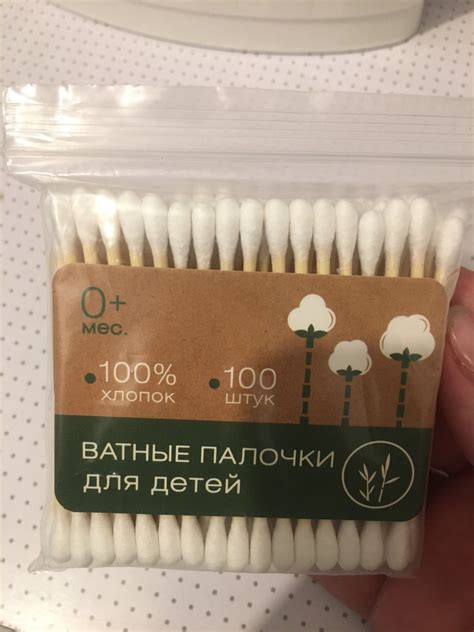 0+
мес.
100%
хлопок
100
штук
ВАТНЫЕ ПАЛОЧКИ
для детей